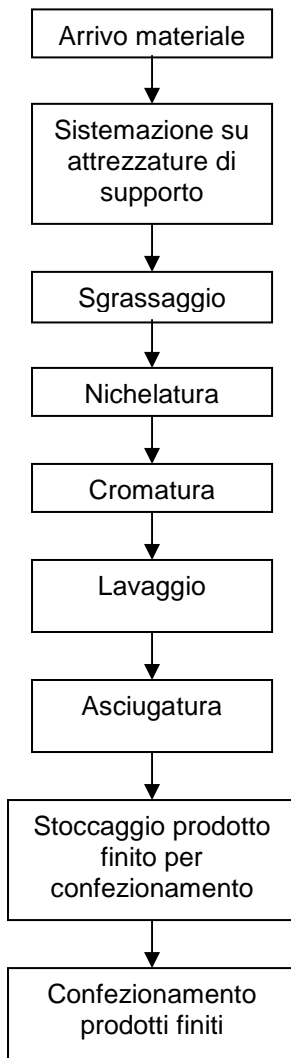 Arrivo materiale
Sistemazione su
attrezzature di
supporto
Sgrassaggio
Nichelatura
Cromatura
Lavaggio
Asciugatura
Stoccaggio prodotto
finito per
confezionamento
Confezionamento
prodotti finiti